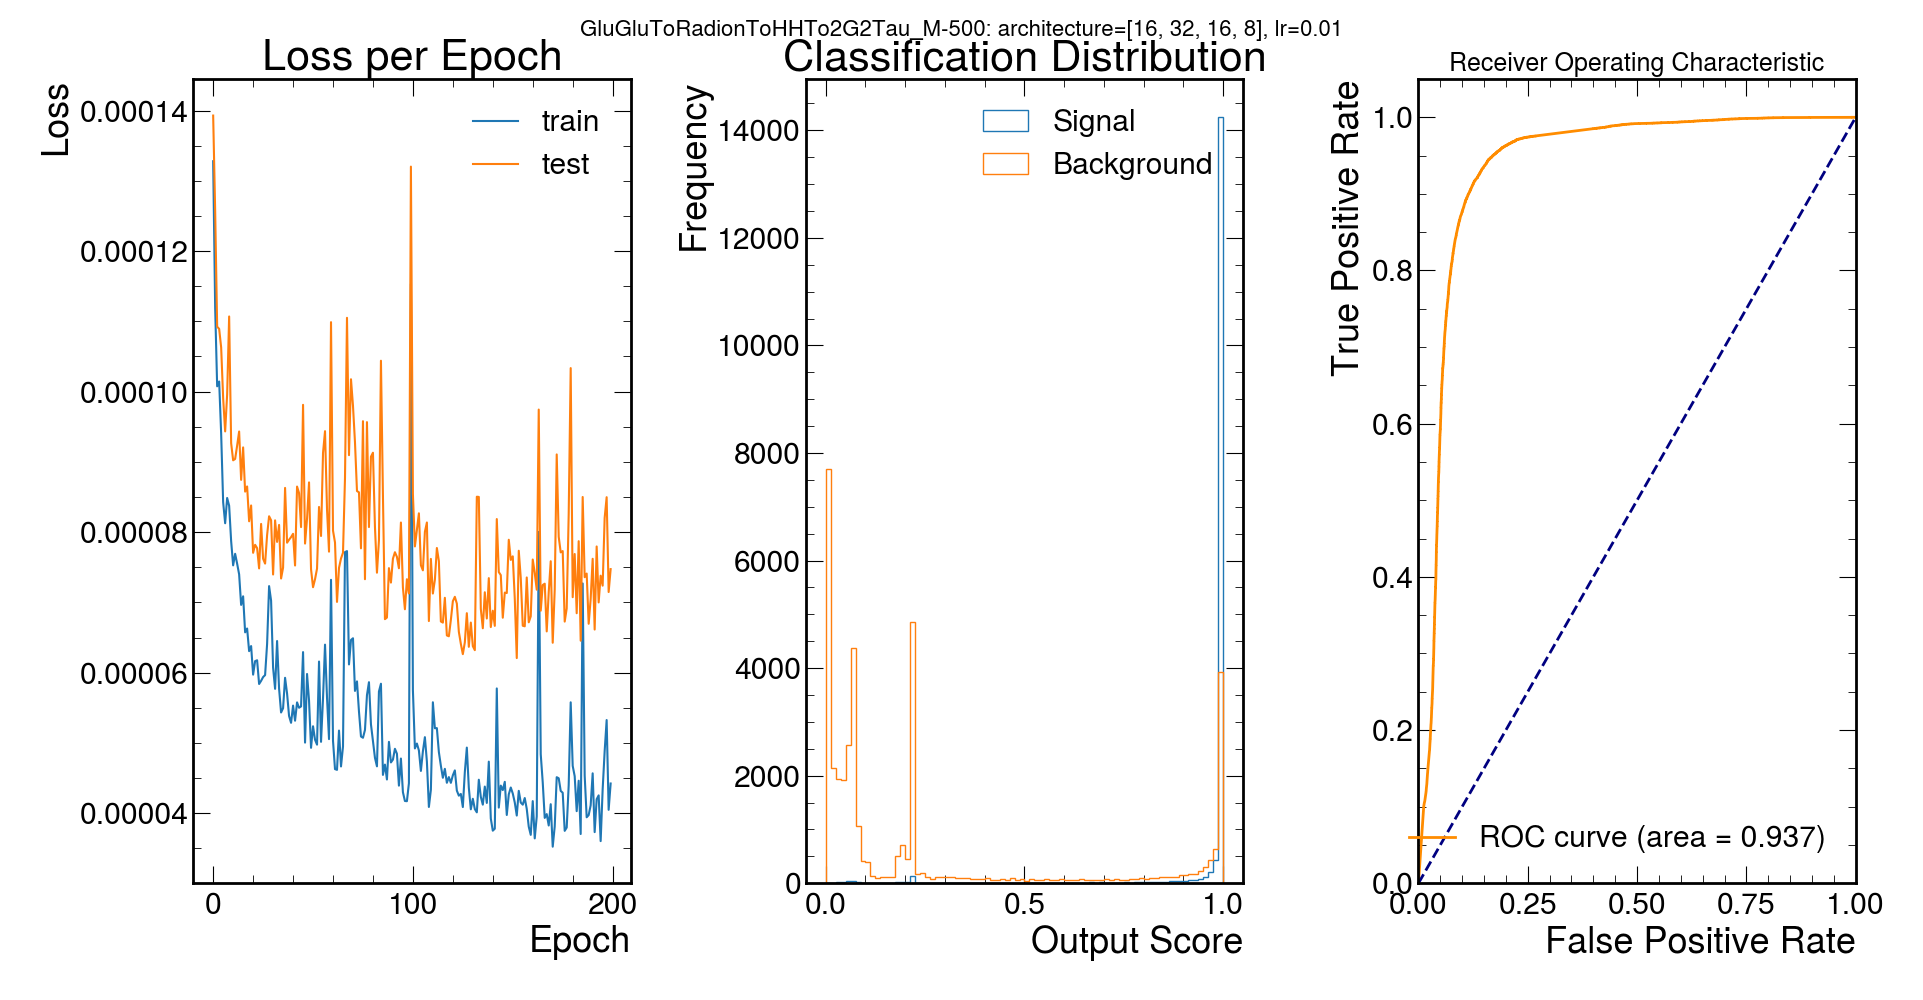 GluGluToRadionToHHTo2G2Tau_M-500: architecture=[16, 32, 16, 8], lr=0.01
Loss per Epoch
Loss
0.00014
0.00012
0.00010
0.00008
0.00006
0.00004
train
test
0 100 200
Epoch
Classification Distribution
Frequency
14000
12000
10000
8000
6000
4000
2000
0
Signal
Background
0.0 0.5 1.0
Output Score
Receiver Operating Characteristic
True Positive Rate
1.0
0.8
0.6
0.4
0.2
0.0
ROC curve (area = 0.937)
0.00 0.25 0.50 0.75 1.00
False Positive Rate